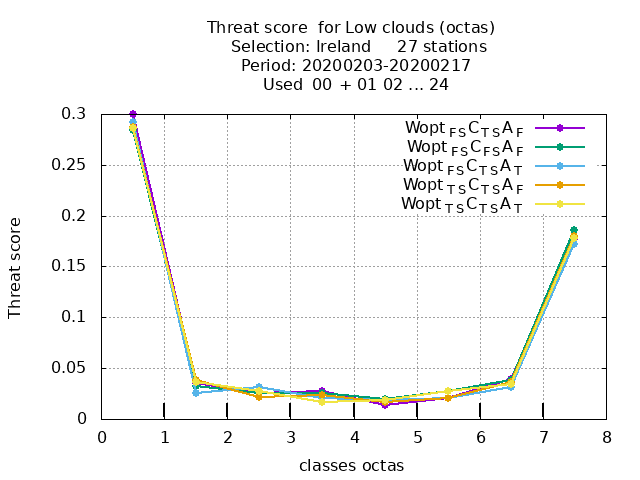 Threat score for Low clouds (octas)
Selection: Ireland 27 stations
Period: 20200203-20200217
Used 00 + 01 02 ... 24
Threat score
0.3
0.25
0.2
0.15
0.1
0.05
0
Wopt FS C TS A F
Wopt FS C FS A F
Wopt FS C TS A T
Wopt TS C TS A F
Wopt TS C TS A T
0 1 2 3 4 5 6 7 8
classes octas